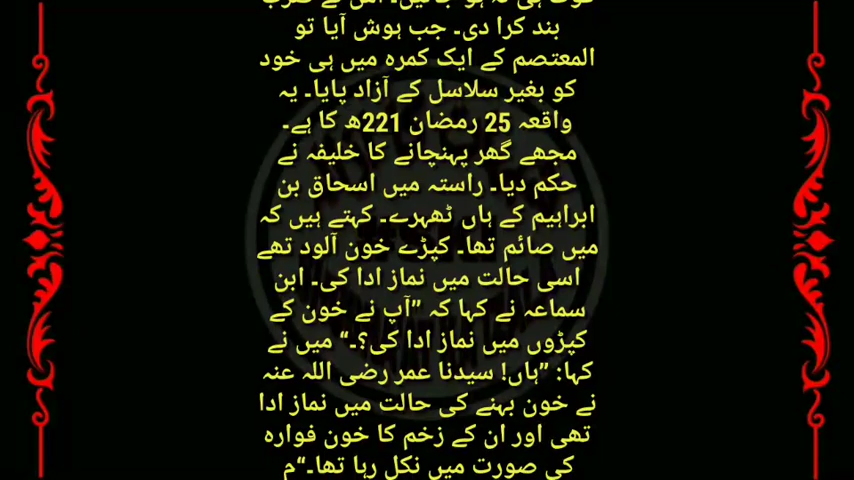 بند کرا دی۔ جب ہوش آیا تو
المعتصم کے ایک کمرہ میں ہی خود
کو بغیر سلاسل کے آزاد پایا۔ یہ
واقعہ 25 رمضان 221ھ کا ہے۔
مجھے گھر پہنچانے کا خلیفہ نے
حکم دیا۔ راستہ میں اسحاق بن
ابراہیم کے ہاں ٹھہرے۔ کہتے ہیں کہ
میں صائم تھا۔ کپڑے خون آلود تھے
اسی حالت میں نماز ادا کی۔ ابن
سماعہ نے کہا کہ ’’آپ نے خون کے
کپڑوں میں نماز ادا کی؟۔‘‘ میں نے
کہا: ’’ہاں! سیدنا عمر رضی اللہ عنہ
نے خون بہنے کی حالت میں نماز ادا
تھی اور ان کے زخم کا خون فوارہ
کی صورت میں نکل رہا تھا۔‘‘م